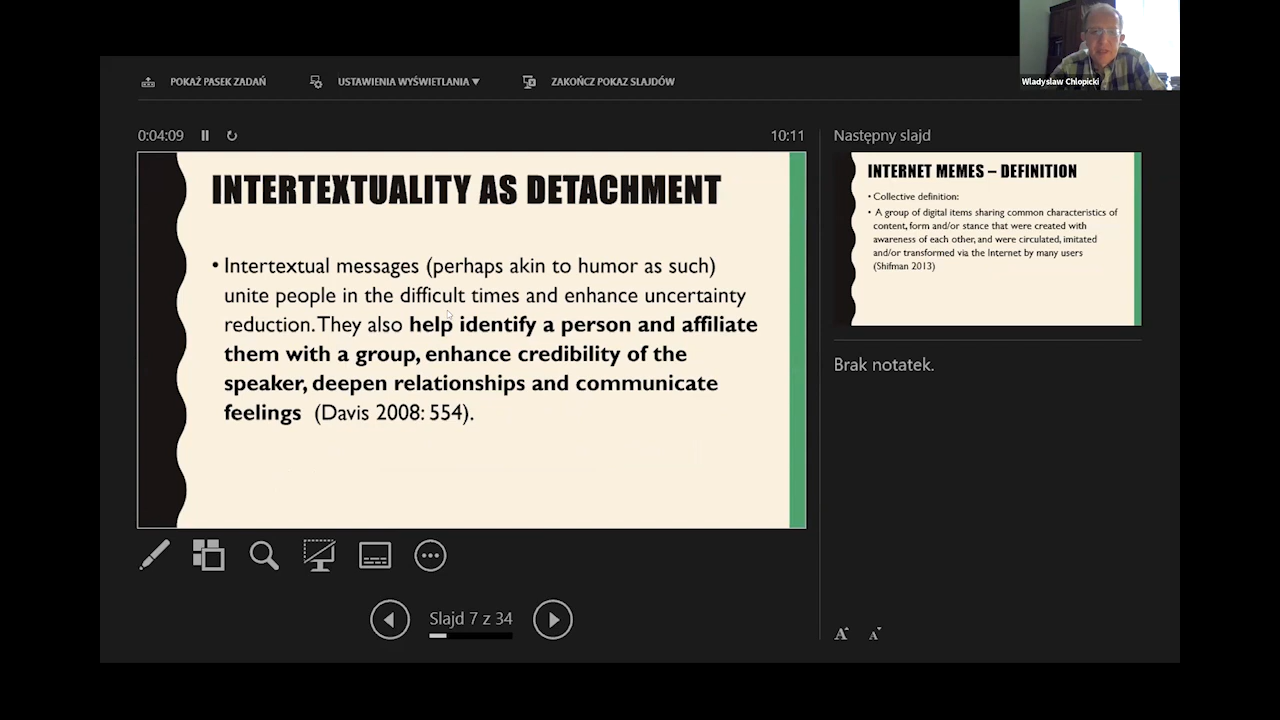 Wladyslaw Chlopicki
POKAŻ PASEK ZADAŃ
USTAWIENIA WYŚWIETLANIA ▼
ZAKOŃCZ POKAZ SLAJDÓW
0:04:09
10:11
INTERTEXTUALITY AS DETACHMENT
• Intertextual messages (perhaps akin to humor as such)
unite people in the difficult times and enhance uncertainty
reduction. They also help identify a person and affiliate
them with a group, enhance credibility of the
speaker, deepen relationships and communicate
feelings (Davis 2008: 554).
Slajd 7 z 34
Następny slajd
INTERNET MEMES – DEFINITION
• Collective definition:
• A group of digital items sharing common characteristics of
content, form and/or stance that were created with
awareness of each other, and were circulated, imitated
and/or transformed via the Internet by many users
(Shifman 2013)
Brak notatek.
A A